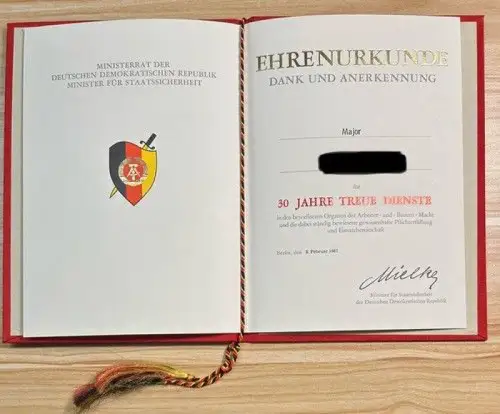 MINISTERRAT DER
DEUTSCHEN DEMOKRATISCHEN REPUBLIK
MINISTER FÜR STAATSSICHERHEIT
EHRENURKUNDE
DANK UND ANERKENNUNG
Major
für
30 JAHRE TREUE DIENSTE
in den bewaffneten Organen der Arbeiter - und - Bauern - Macht
und die dabei ständig bewiesene gewissenhafte Pflichterfüllung
und Einsatzbereitschaft
Berlin, den 8. Februar
Mielke
Minister für Staatssicherheit
der Deutschen Demokratischen Republik